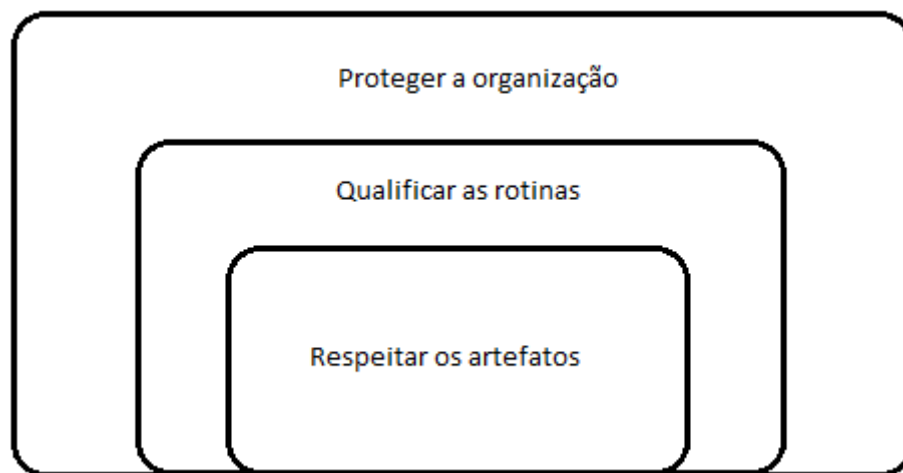 Proteger a organização
Qualificar as rotinas
Respeitar os artefatos